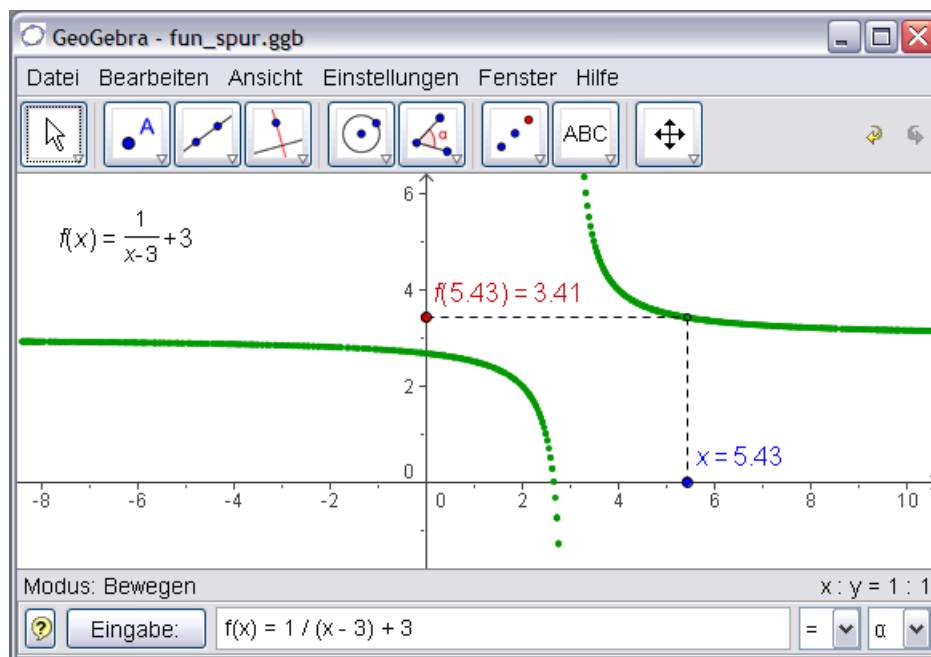 GeoGebra - fun_spur.ggb
Datei Bearbeiten Ansicht Einstellungen Fenster Hilfe
A α ABC
f(x) = 1/(x-3) + 3
6
4
f(5.43) = 3.41
2
x = 5.43
0
-8 -6 -4 -2 0 2 4 6 8 10
Modus: Bewegen x : y = 1 : 1
Eingabe: f(x) = 1 / (x - 3) + 3 = α